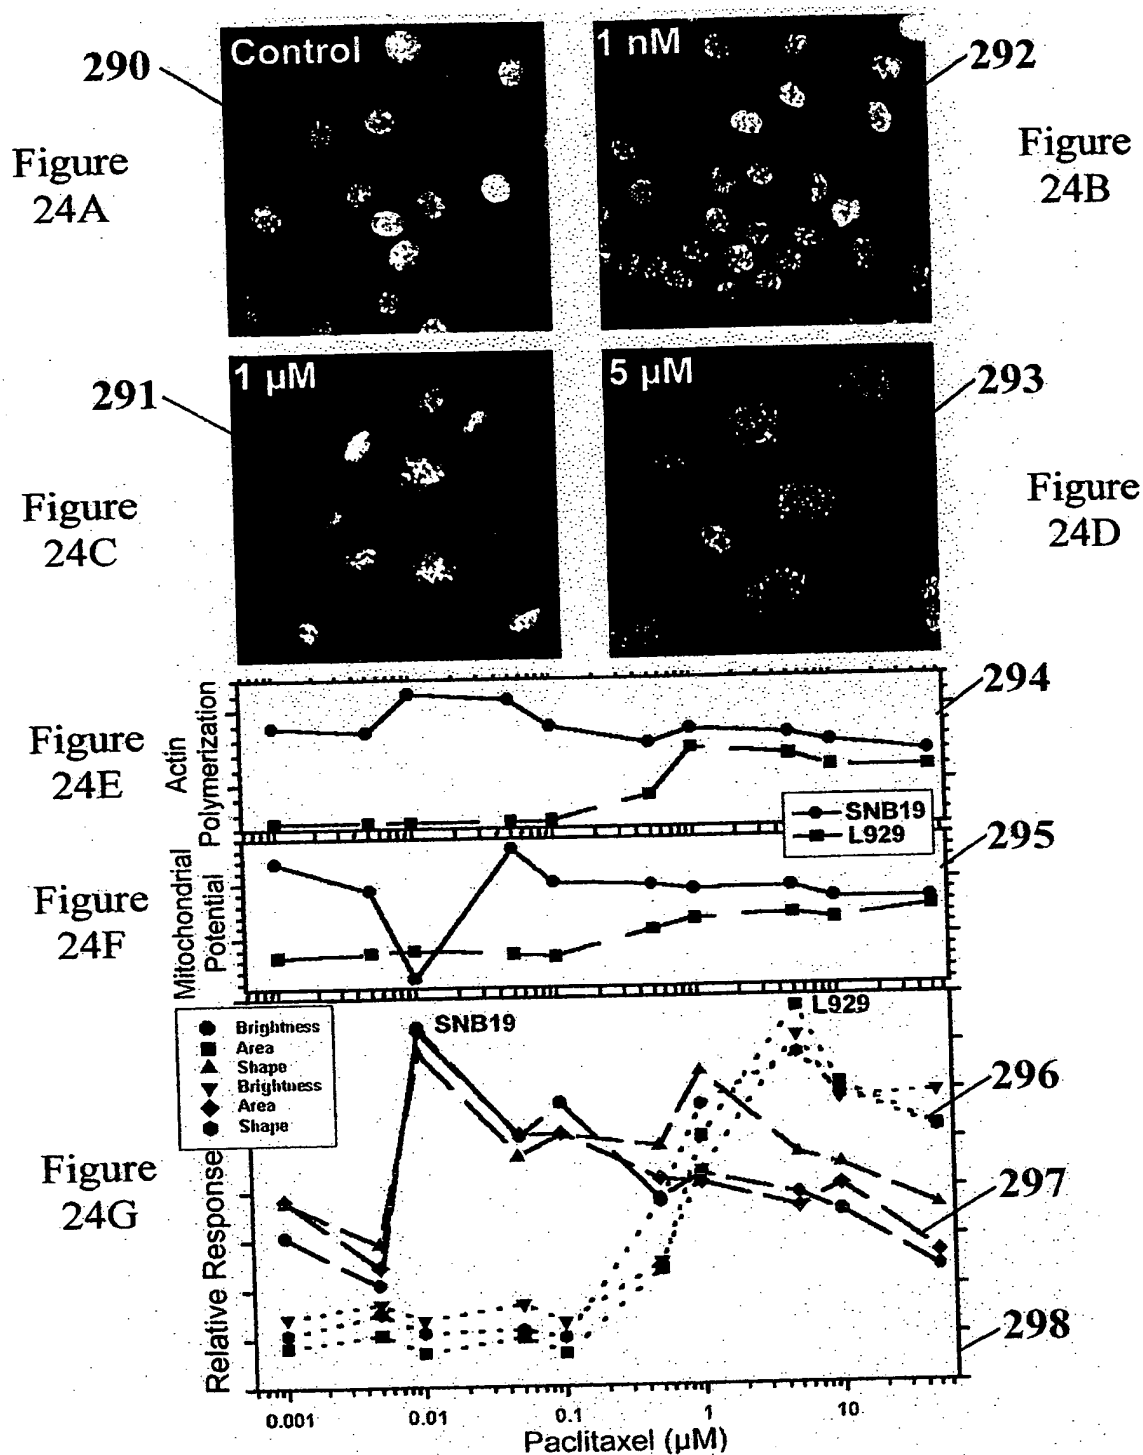 Control
1 nM
290
292
Figure
24A
Figure
24B
1 µM
5 µM
291
293
Figure
24C
Figure
24D
294
Figure
24E
Actin
Polymerization
SNB19
L929
295
Figure
24F
Mitochondrial
Potential
Brightness
Area
Shape
Brightness
Area
Shape
SNB19
L929
296
Figure
24G
297
Relative Response
298
0.001
0.01
0.1
1
10
Paclitaxel (µM)